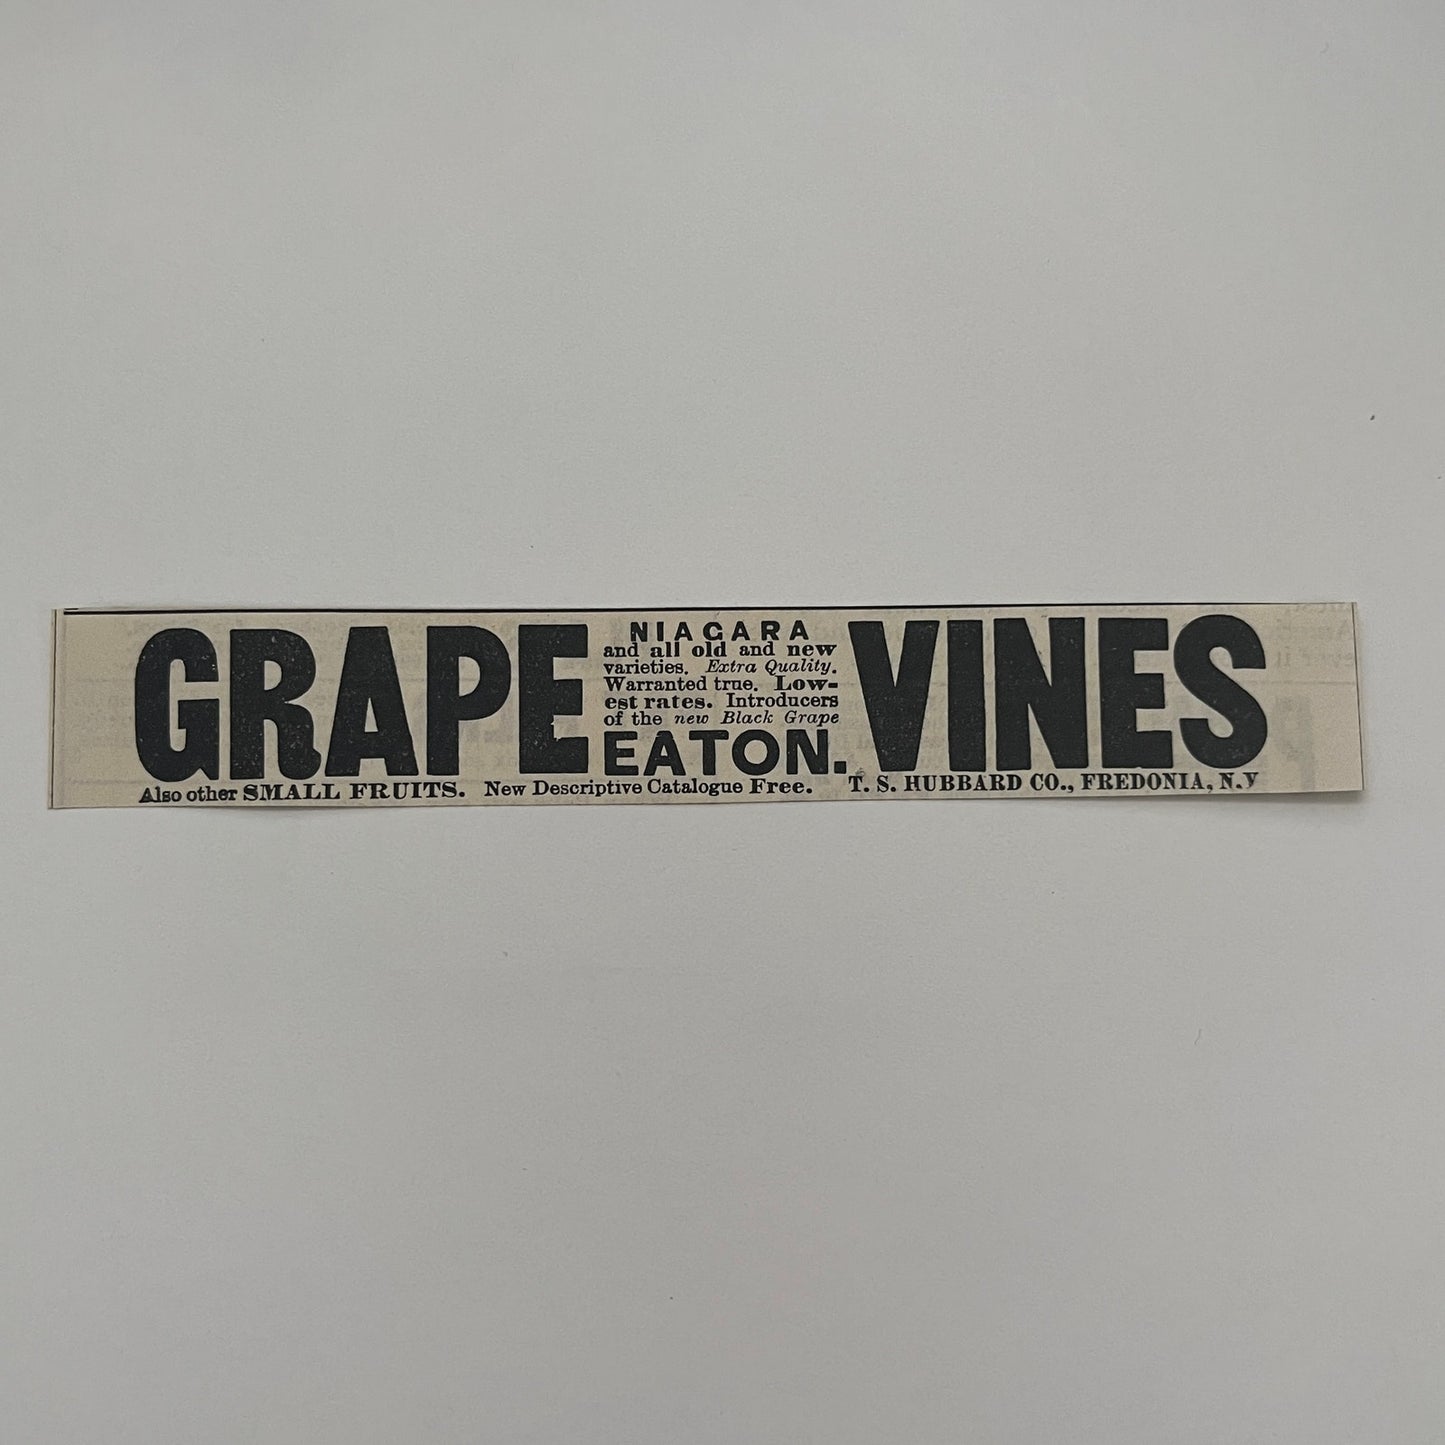 GRAPE VINES
NIAGARA
and all old and new
varieties. Extra Quality.
Warranted true. Low-
est rates. Introducers
of the new Black Grape
EATON.
Also other SMALL FRUITS. New Descriptive Catalogue Free. T. S. HUBBARD CO., FREDONIA, N.Y